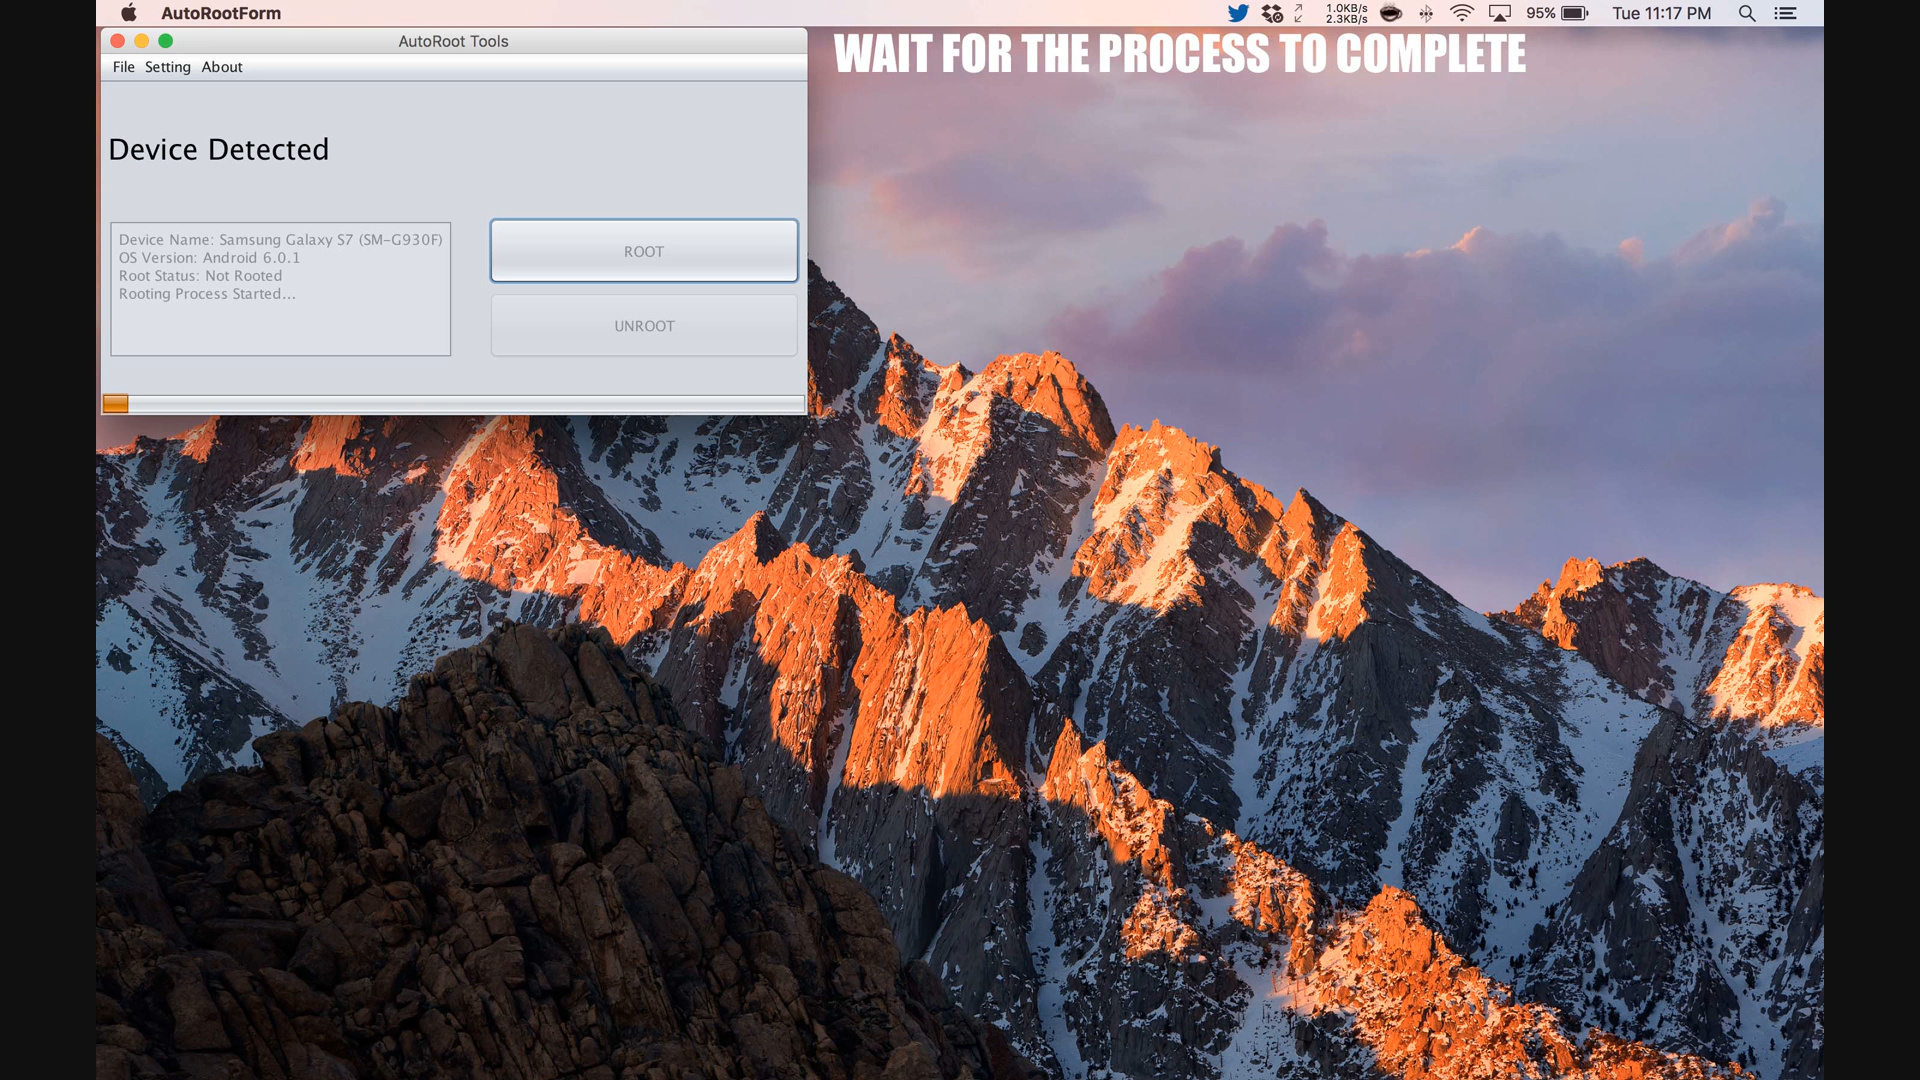 AutoRootForm
1.0KB/s
2.3KB/s
95%
Tue 11:17 PM
AutoRoot Tools
WAIT FOR THE PROCESS TO COMPLETE
File Setting About
Device Detected
Device Name: Samsung Galaxy S7 (SM-G930F)
OS Version: Android 6.0.1
Root Status: Not Rooted
Rooting Process Started...
ROOT
UNROOT